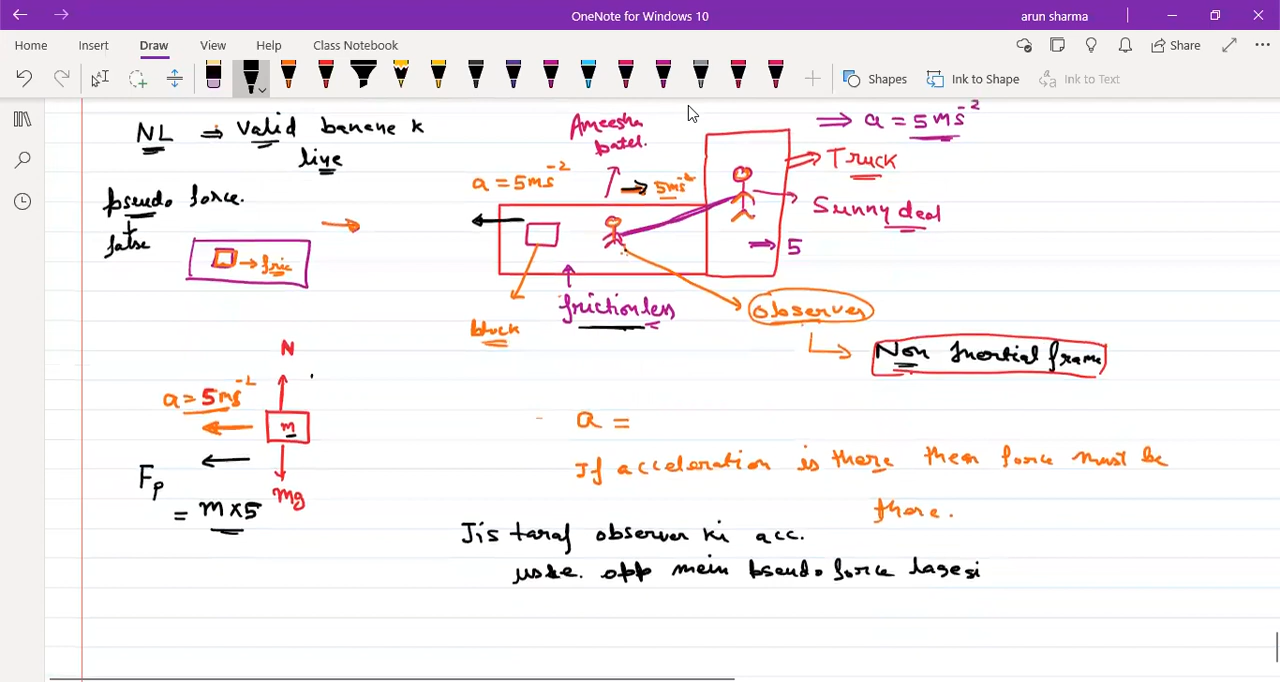 OneNote for Windows 10
arun sharma
Home Insert Draw View Help Class Notebook
Share
Shapes
Ink to Shape
Ink to Text
NL ⇒ Valid banane k
liye
pseudo force.
↓
false
→ fric
Ameesha
patel.
a = 5ms⁻²
→ 5ms⁻²
⇒ a = 5ms⁻²
Truck
Sunny deol
⇒ 5
block
frictionless
observer
Non Inertial frame
N
a = 5ms⁻²
m
Mg
Fp
= m×5
a =
If acceleration is there then force must be
there.
Jis taraf observer ki acc.
uske. opp mein pseudo force lagegi